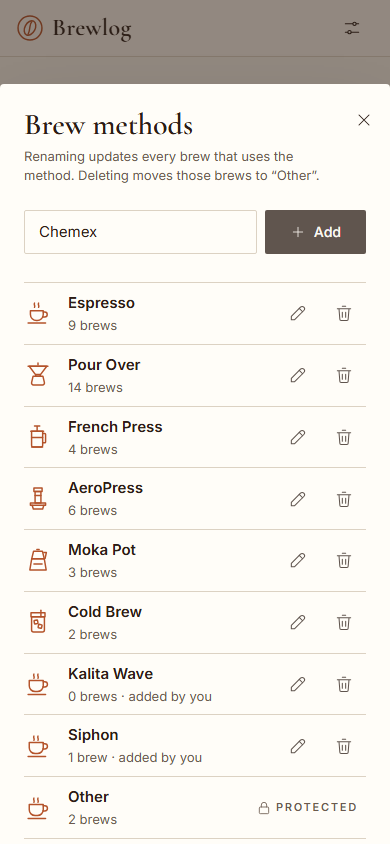 Brewlog
Brew methods
Renaming updates every brew that uses the
method. Deleting moves those brews to “Other”.
Chemex
Add
Espresso
9 brews
Pour Over
14 brews
French Press
4 brews
AeroPress
6 brews
Moka Pot
3 brews
Cold Brew
2 brews
Kalita Wave
0 brews · added by you
Siphon
1 brew · added by you
Other
2 brews
PROTECTED